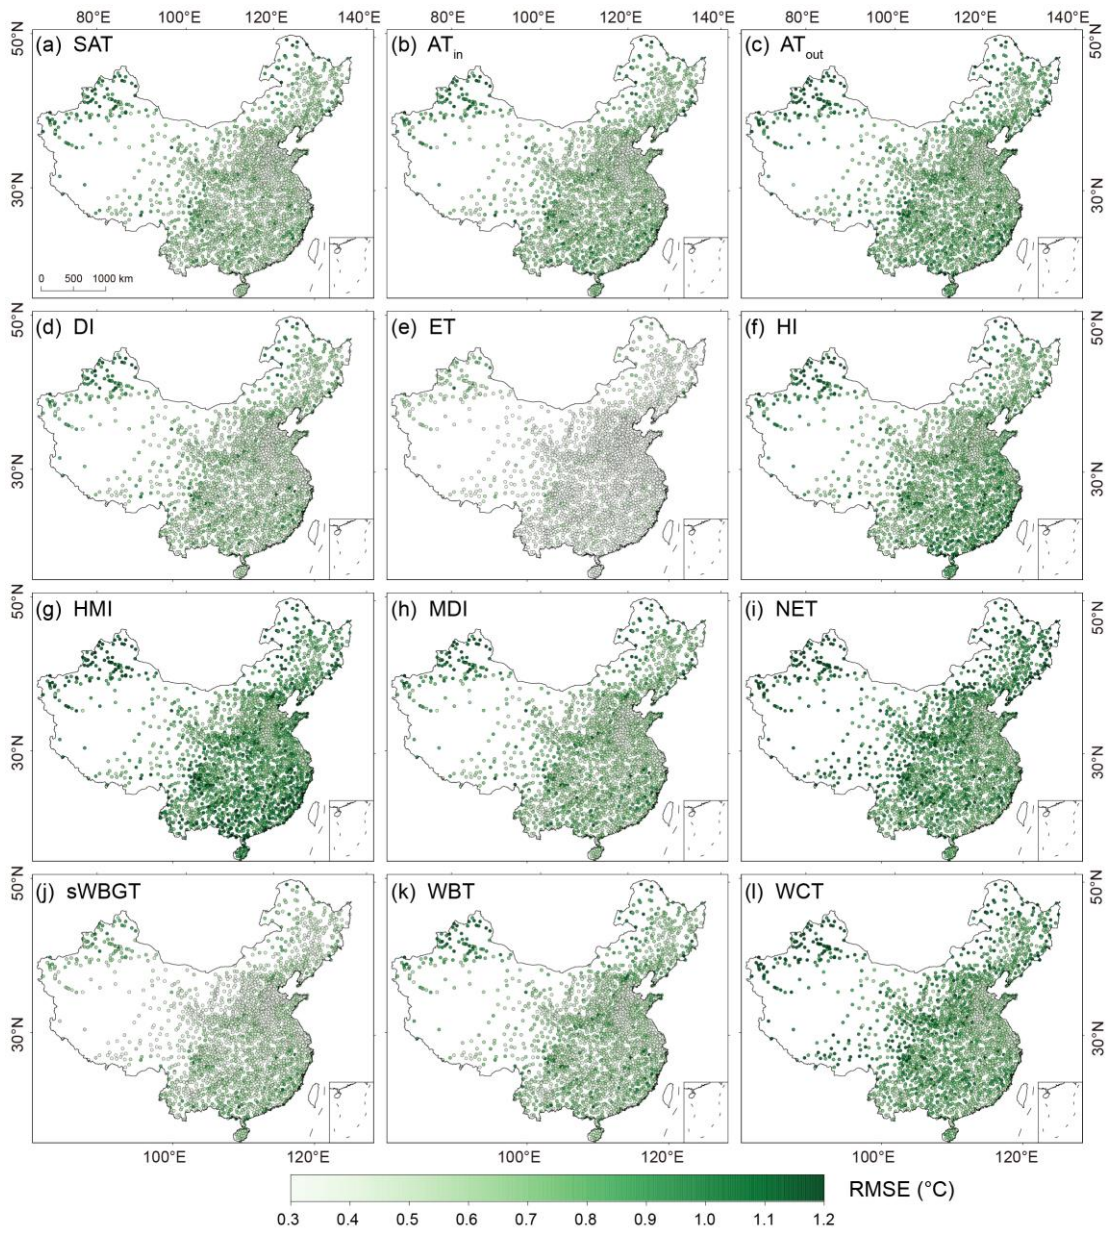 80°E 100°E 120°E 140°E 80°E 100°E 120°E 140°E 80°E 100°E 120°E 140°E
50°N (a) SAT (b) ATin (c) ATout 50°N
30°N 30°N
0 500 1000 km
50°N (d) DI (e) ET (f) HI 50°N
30°N 30°N
50°N (g) HMI (h) MDI (i) NET 50°N
30°N 30°N
50°N (j) sWBGT (k) WBT (l) WCT 50°N
30°N 30°N
100°E 120°E 100°E 120°E 100°E 120°E
RMSE (°C)
0.3 0.4 0.5 0.6 0.7 0.8 0.9 1.0 1.1 1.2